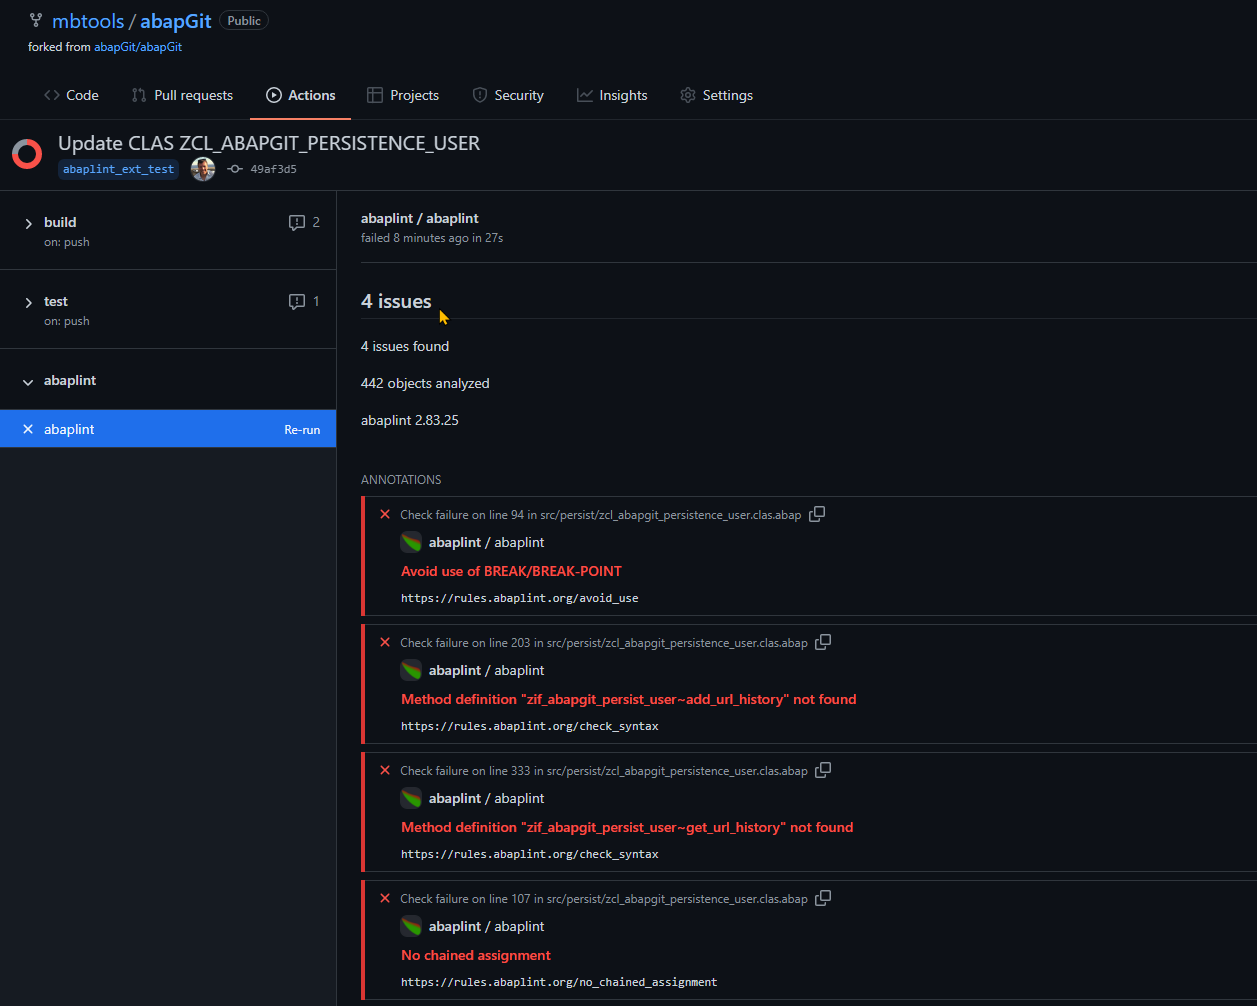 mbtools / abapGit Public
forked from abapGit/abapGit
Code Pull requests Actions Projects Security Insights Settings
Update CLAS ZCL_ABAPGIT_PERSISTENCE_USER
abaplint_ext_test 49af3d5
build 2
on: push
test 1
on: push
abaplint
abaplint Re-run
abaplint / abaplint
failed 8 minutes ago in 27s
4 issues
4 issues found
442 objects analyzed
abaplint 2.83.25
ANNOTATIONS
Check failure on line 94 in src/persist/zcl_abapgit_persistence_user.clas.abap
abaplint / abaplint
Avoid use of BREAK/BREAK-POINT
https://rules.abaplint.org/avoid_use
Check failure on line 203 in src/persist/zcl_abapgit_persistence_user.clas.abap
abaplint / abaplint
Method definition "zif_abapgit_persist_user~add_url_history" not found
https://rules.abaplint.org/check_syntax
Check failure on line 333 in src/persist/zcl_abapgit_persistence_user.clas.abap
abaplint / abaplint
Method definition "zif_abapgit_persist_user~get_url_history" not found
https://rules.abaplint.org/check_syntax
Check failure on line 107 in src/persist/zcl_abapgit_persistence_user.clas.abap
abaplint / abaplint
No chained assignment
https://rules.abaplint.org/no_chained_assignment